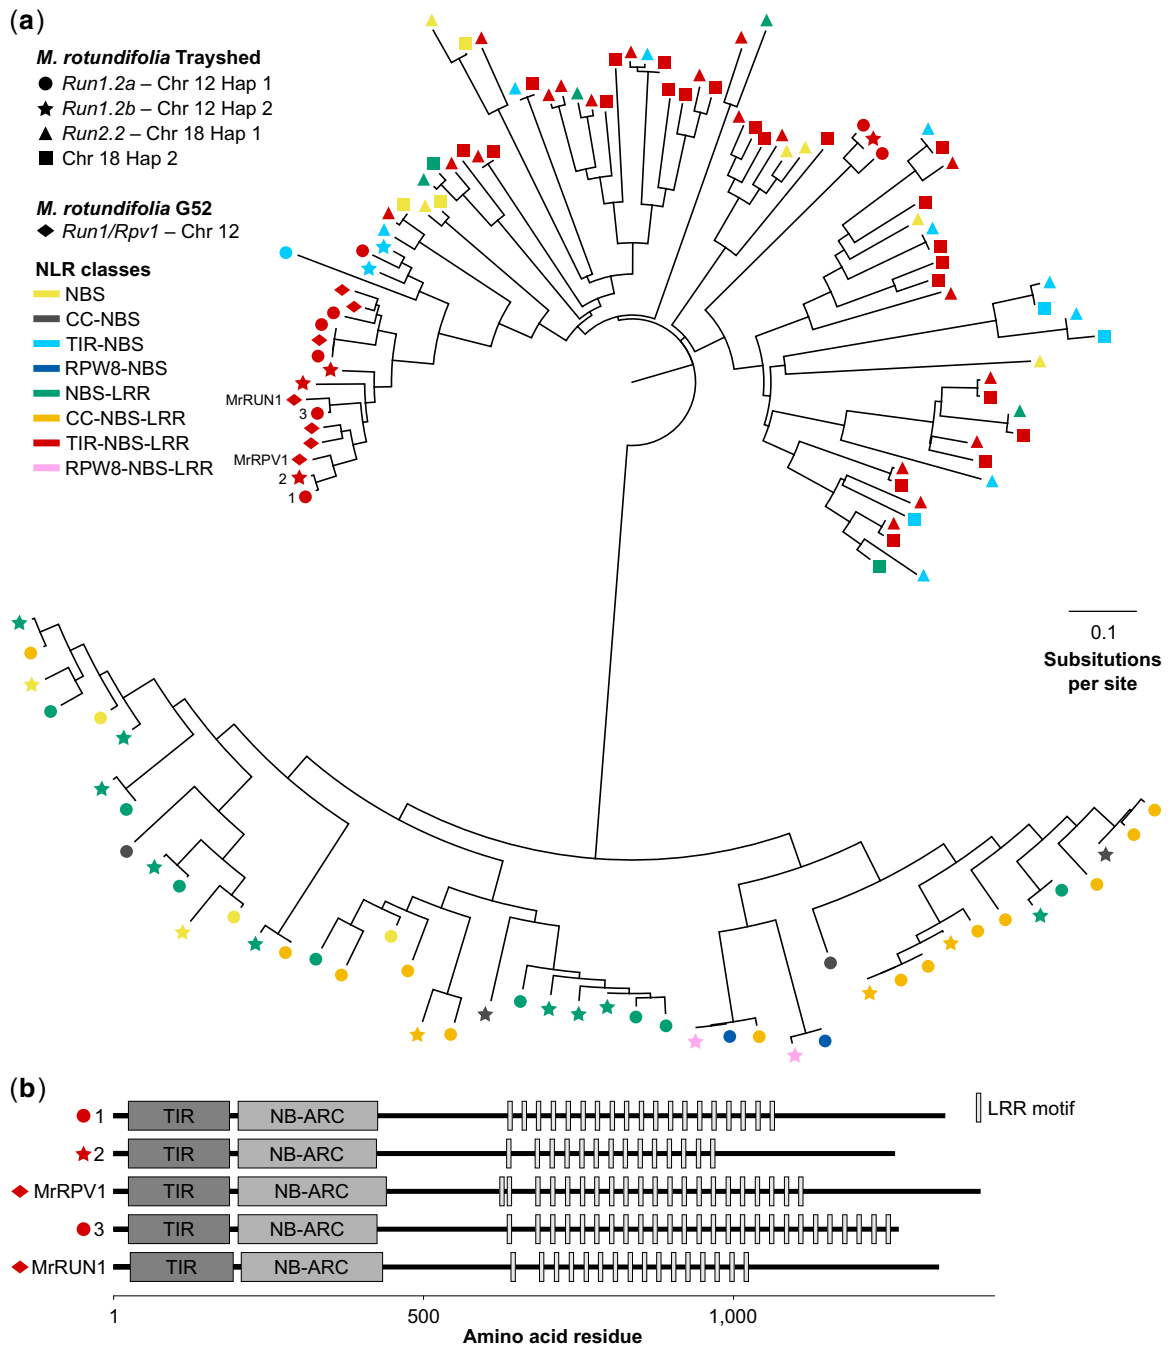 (a)
M. rotundifolia Trayshed
Run1.2a – Chr 12 Hap 1
Run1.2b – Chr 12 Hap 2
Run2.2 – Chr 18 Hap 1
Chr 18 Hap 2
M. rotundifolia G52
Run1/Rpv1 – Chr 12
NLR classes
NBS
CC-NBS
TIR-NBS
RPW8-NBS
NBS-LRR
CC-NBS-LRR
TIR-NBS-LRR
RPW8-NBS-LRR
MrRUN1
3
MrRPV1
2
1
0.1
Subsitutions
per site
(b)
1 TIR NB-ARC
LRR motif
2 TIR NB-ARC
MrRPV1 TIR NB-ARC
3 TIR NB-ARC
MrRUN1 TIR NB-ARC
1 500 1,000
Amino acid residue